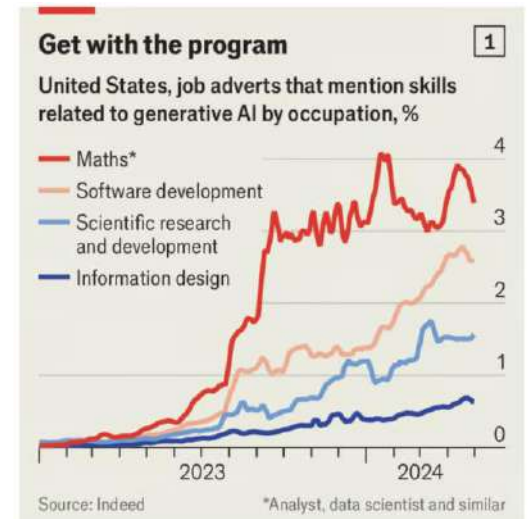 Get with the program
1
United States, job adverts that mention skills
related to generative AI by occupation, %
Maths*
Software development
Scientific research
and development
Information design
4
3
2
1
0
2023
2024
Source: Indeed
*Analyst, data scientist and similar